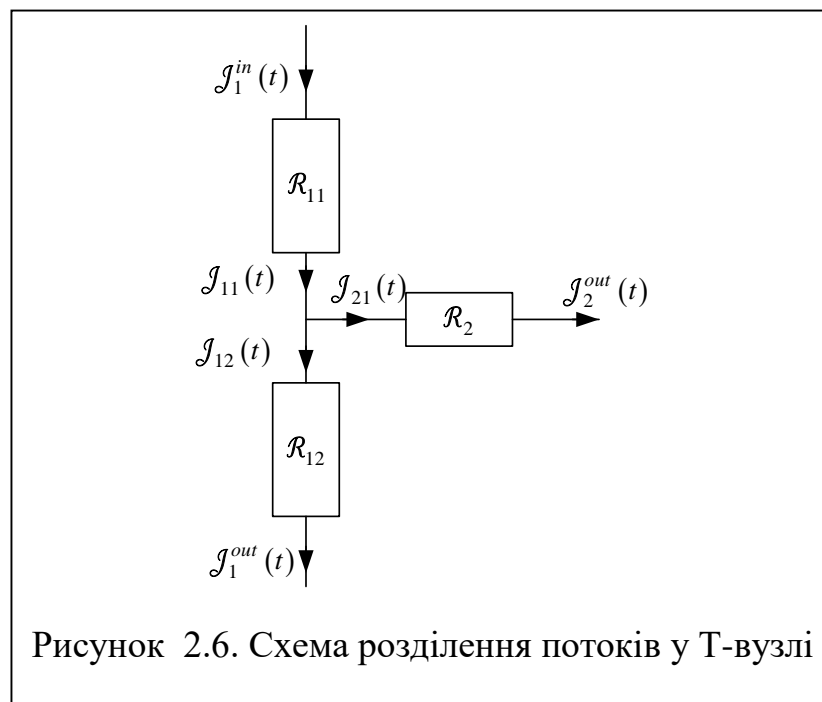 𝒥₁ⁱⁿ(t)
ℛ₁₁
𝒥₁₁(t)
𝒥₂₁(t)
𝒥₂ᵒᵘᵗ(t)
ℛ₂
𝒥₁₂(t)
ℛ₁₂
𝒥₁ᵒᵘᵗ(t)
Рисунок 2.6. Схема розділення потоків у Т-вузлі